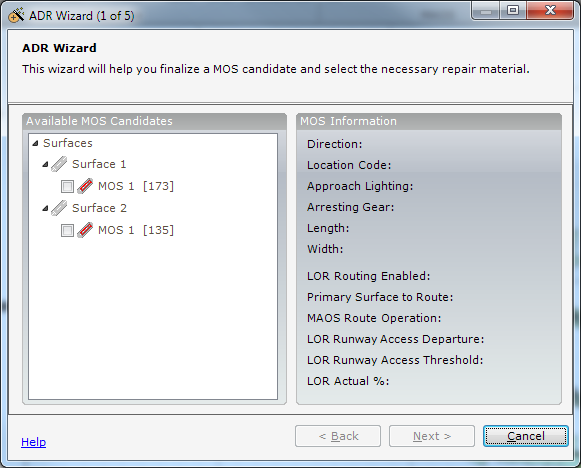 ADR Wizard (1 of 5)
ADR Wizard
This wizard will help you finalize a MOS candidate and select the necessary repair material.
Available MOS Candidates
Surfaces
Surface 1
MOS 1 [173]
Surface 2
MOS 1 [135]
MOS Information
Direction:
Location Code:
Approach Lighting:
Arresting Gear:
Length:
Width:
LOR Routing Enabled:
Primary Surface to Route:
MAOS Route Operation:
LOR Runway Access Departure:
LOR Runway Access Threshold:
LOR Actual %:
Help
< Back
Next >
Cancel